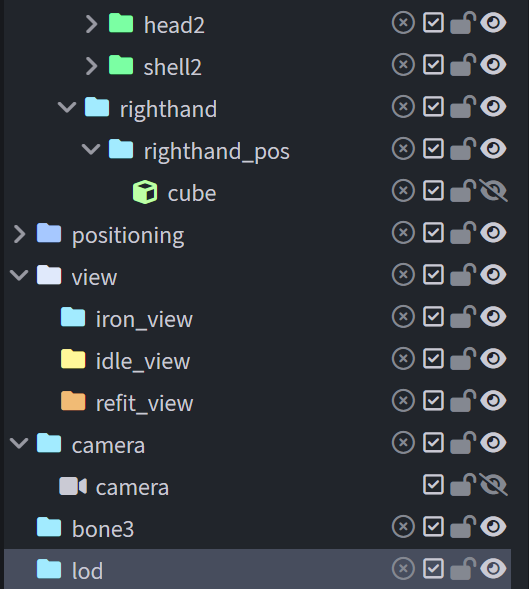 head2
shell2
righthand
righthand_pos
cube
positioning
view
iron_view
idle_view
refit_view
camera
camera
bone3
lod